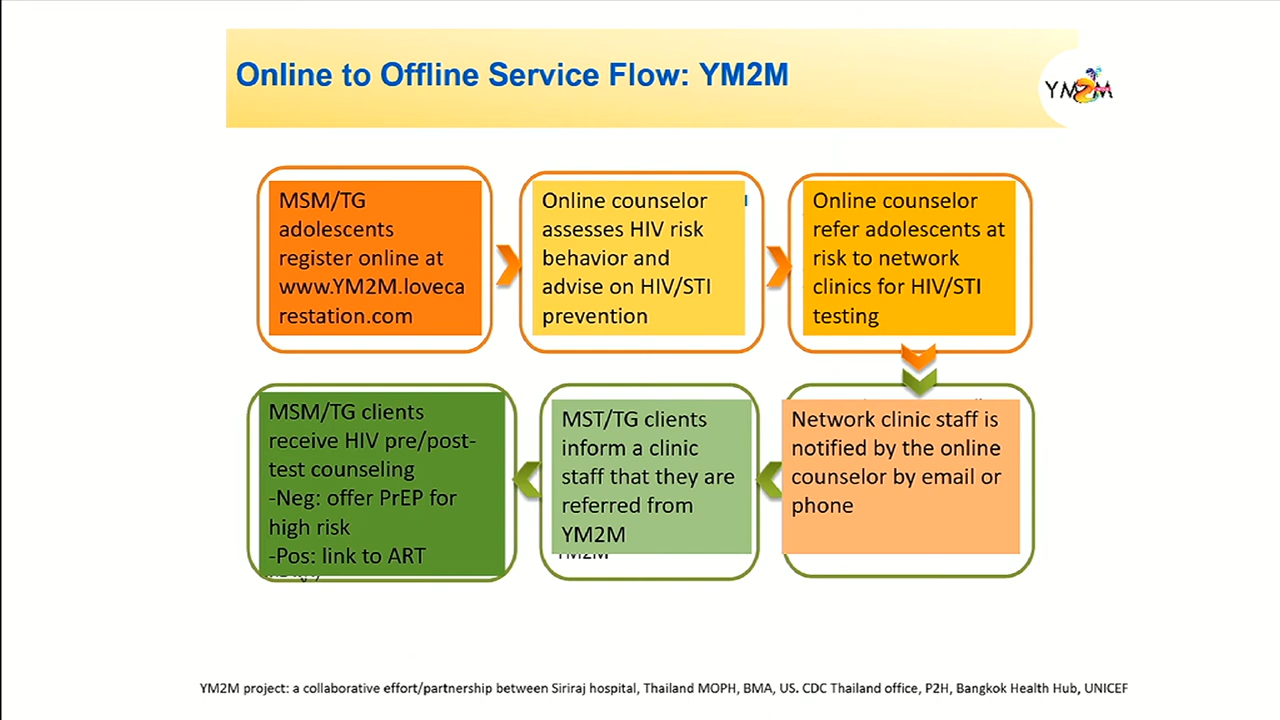 Online to Offline Service Flow: YM2M
YM2M
MSM/TG
adolescents
register online at
www.YM2M.loveca
restation.com
Online counselor
assesses HIV risk
behavior and
advise on HIV/STI
prevention
Online counselor
refer adolescents at
risk to network
clinics for HIV/STI
testing
Network clinic staff is
notified by the online
counselor by email or
phone
MST/TG clients
inform a clinic
staff that they are
referred from
YM2M
YM2M
MSM/TG clients
receive HIV pre/post-
test counseling
-Neg: offer PrEP for
high risk
-Pos: link to ART
YM2M project: a collaborative effort/partnership between Siriraj hospital, Thailand MOPH, BMA, US. CDC Thailand office, P2H, Bangkok Health Hub, UNICEF